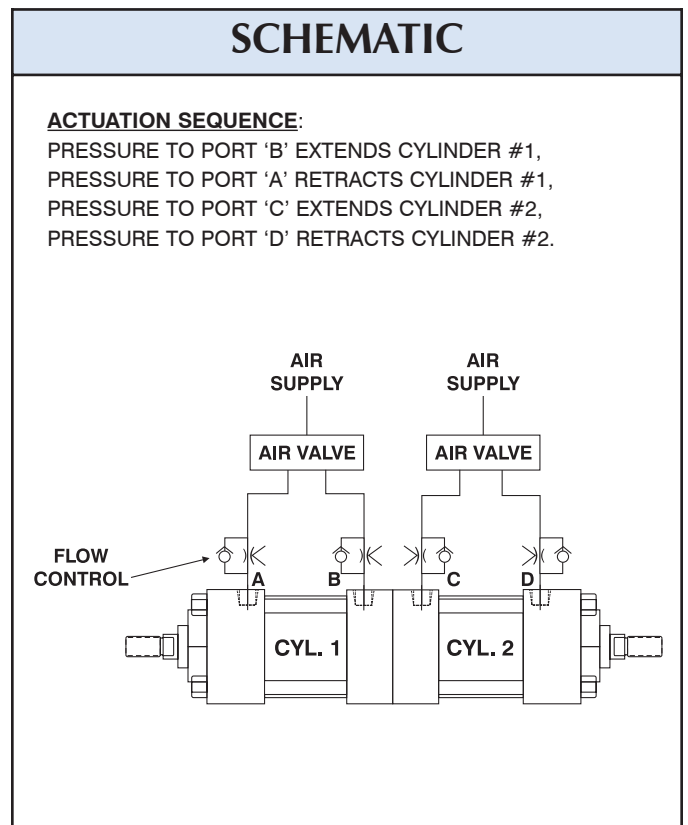 SCHEMATIC
ACTUATION SEQUENCE:
PRESSURE TO PORT ‘B’ EXTENDS CYLINDER #1,
PRESSURE TO PORT ‘A’ RETRACTS CYLINDER #1,
PRESSURE TO PORT ‘C’ EXTENDS CYLINDER #2,
PRESSURE TO PORT ‘D’ RETRACTS CYLINDER #2.
AIR
SUPPLY
AIR
SUPPLY
AIR VALVE
AIR VALVE
FLOW
CONTROL
A
B
C
D
CYL. 1
CYL. 2